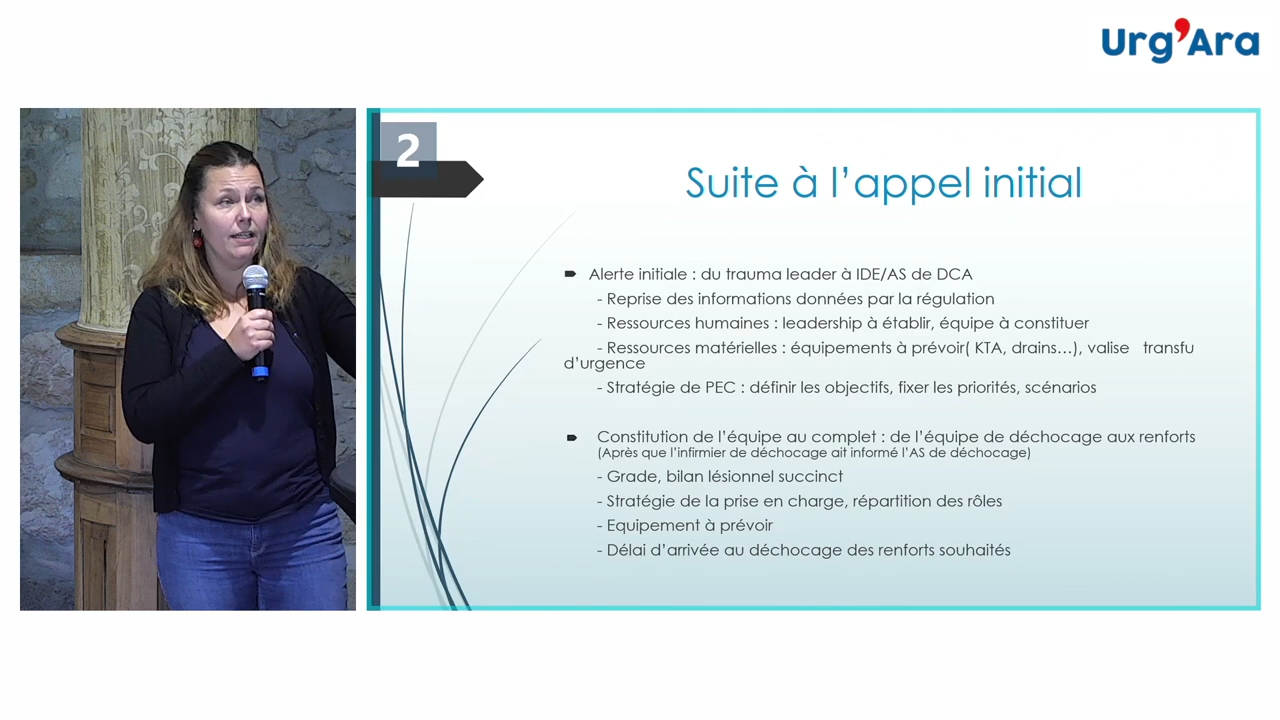 Urg'Ara
2
Suite à l'appel initial
Alerte initiale : du trauma leader à IDE/AS de DCA
- Reprise des informations données par la régulation
- Ressources humaines : leadership à établir, équipe à constituer
- Ressources matérielles : équipements à prévoir( KTA, drains…), valise transfu
d'urgence
- Stratégie de PEC : définir les objectifs, fixer les priorités, scénarios
Constitution de l'équipe au complet : de l'équipe de déchocage aux renforts
(Après que l'infirmier de déchocage ait informé l'AS de déchocage)
- Grade, bilan lésionnel succinct
- Stratégie de la prise en charge, répartition des rôles
- Equipement à prévoir
- Délai d'arrivée au déchocage des renforts souhaités